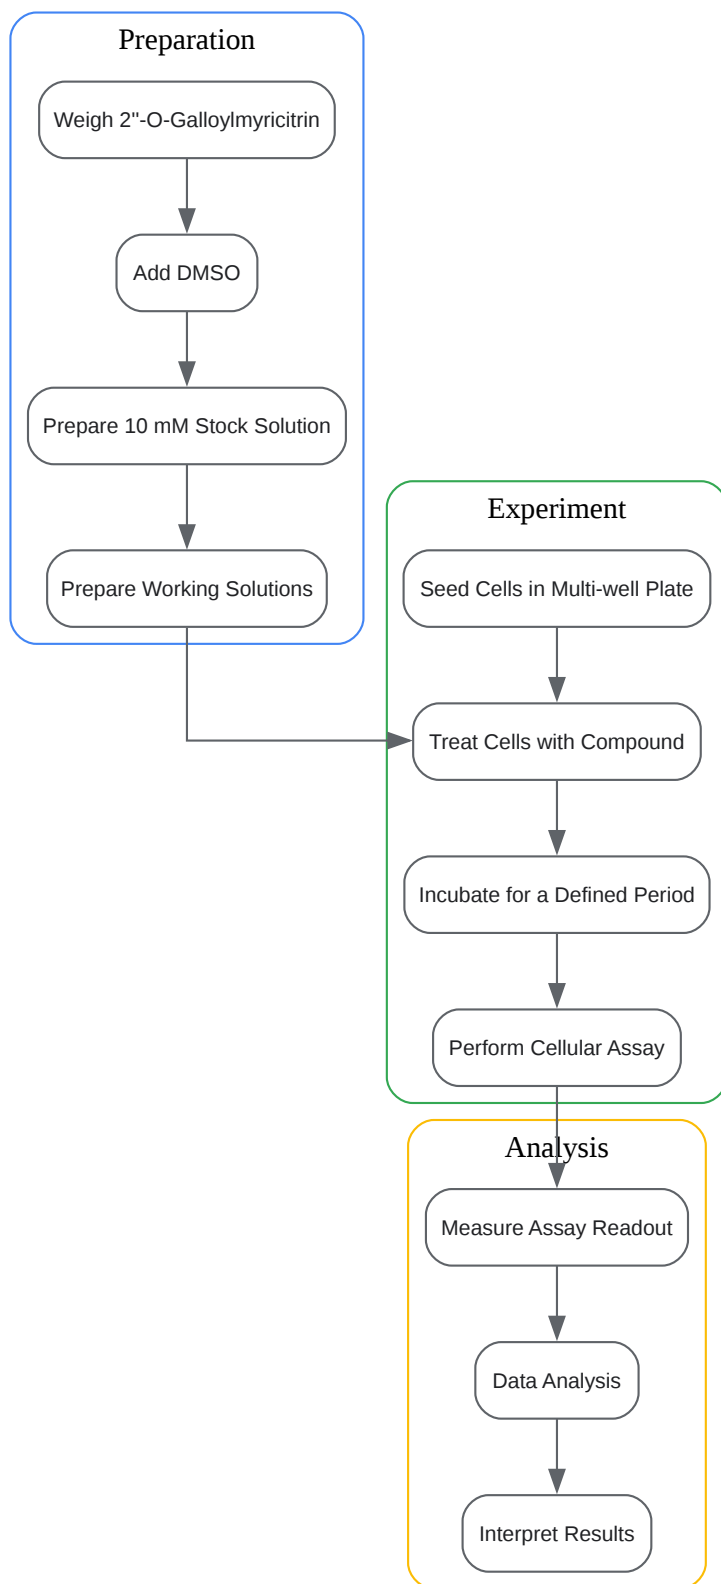 Preparation
Weigh 2"-O-Galloylmyricitrin
Add DMSO
Prepare 10 mM Stock Solution
Prepare Working Solutions
Experiment
Seed Cells in Multi-well Plate
Treat Cells with Compound
Incubate for a Defined Period
Perform Cellular Assay
Analysis
Measure Assay Readout
Data Analysis
Interpret Results